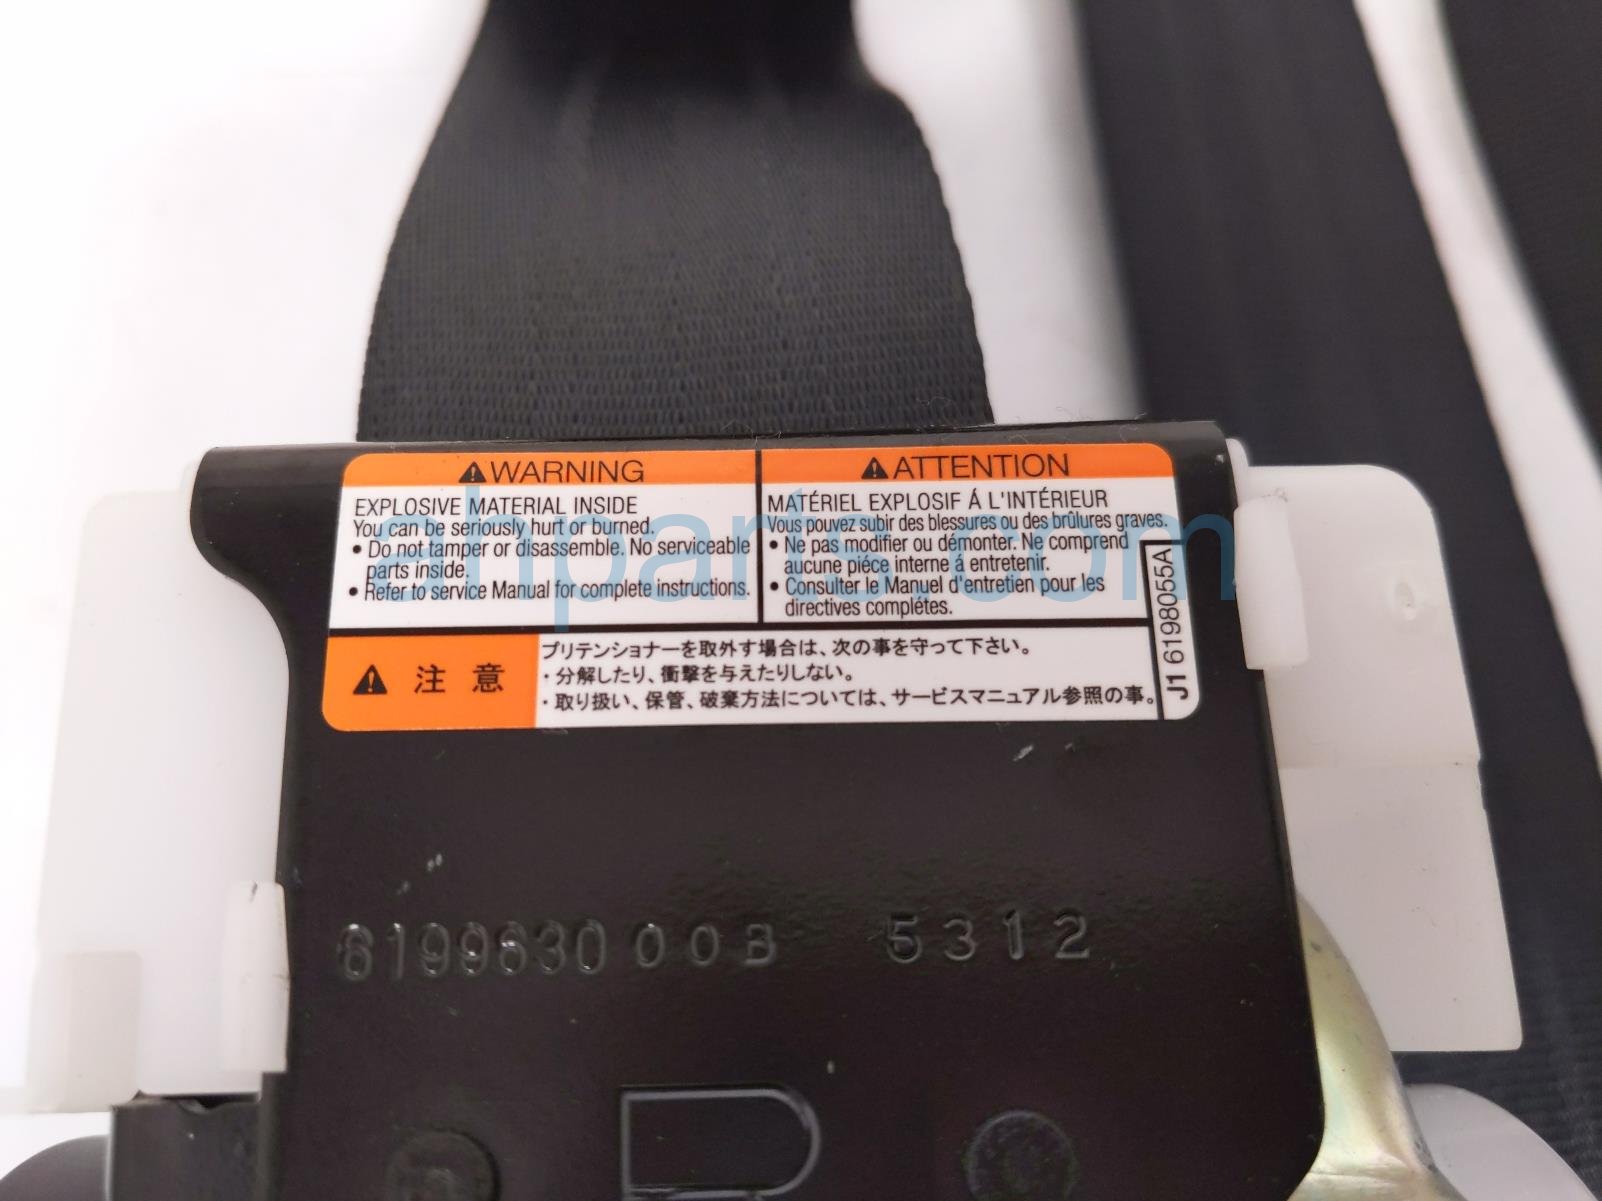 ⚠WARNING
EXPLOSIVE MATERIAL INSIDE
You can be seriously hurt or burned.
• Do not tamper or disassemble. No serviceable
parts inside.
• Refer to service Manual for complete instructions.
⚠ATTENTION
MATÉRIEL EXPLOSIF Á L'INTÉRIEUR
Vous pouvez subir des blessures ou des brûlures graves.
• Ne pas modifier ou démonter. Ne comprend
aucune piéce interne á entretenir.
• Consulter le Manuel d'entretien pour les
directives complétes.
J1 6198055A
⚠ 注 意
プリテンショナーを取外す場合は、次の事を守って下さい。
・分解したり、衝撃を与えたりしない。
・取り扱い、保管、破棄方法については、サービスマニュアル参照の事。
ahparts.com
6199630 00B 5312
R